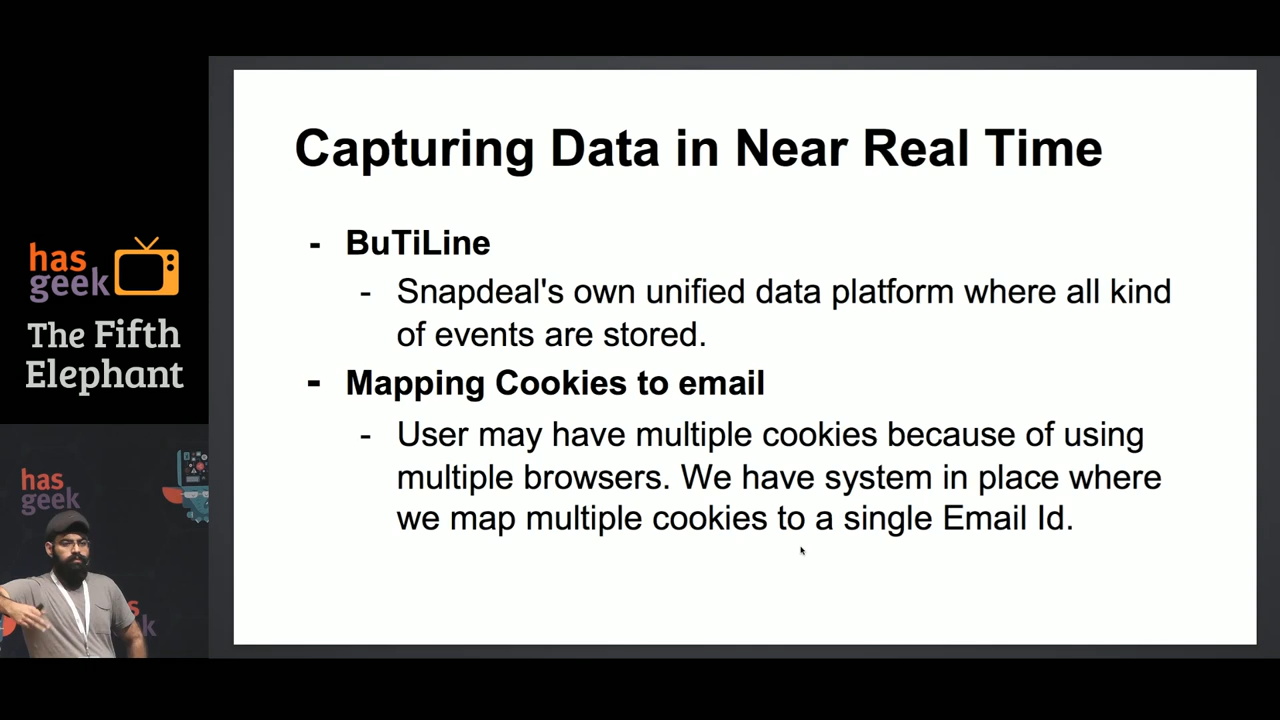 Capturing Data in Near Real Time
- BuTiLine
- Snapdeal's own unified data platform where all kind
of events are stored.
- Mapping Cookies to email
- User may have multiple cookies because of using
multiple browsers. We have system in place where
we map multiple cookies to a single Email Id.
has
geek
The Fifth
Elephant
has
geek